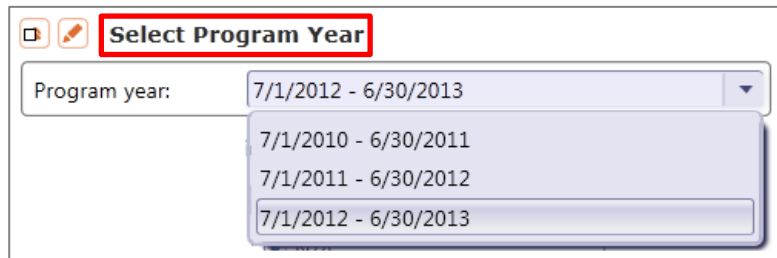 Select Program Year
Program year: 7/1/2012 - 6/30/2013
7/1/2010 - 6/30/2011
7/1/2011 - 6/30/2012
7/1/2012 - 6/30/2013